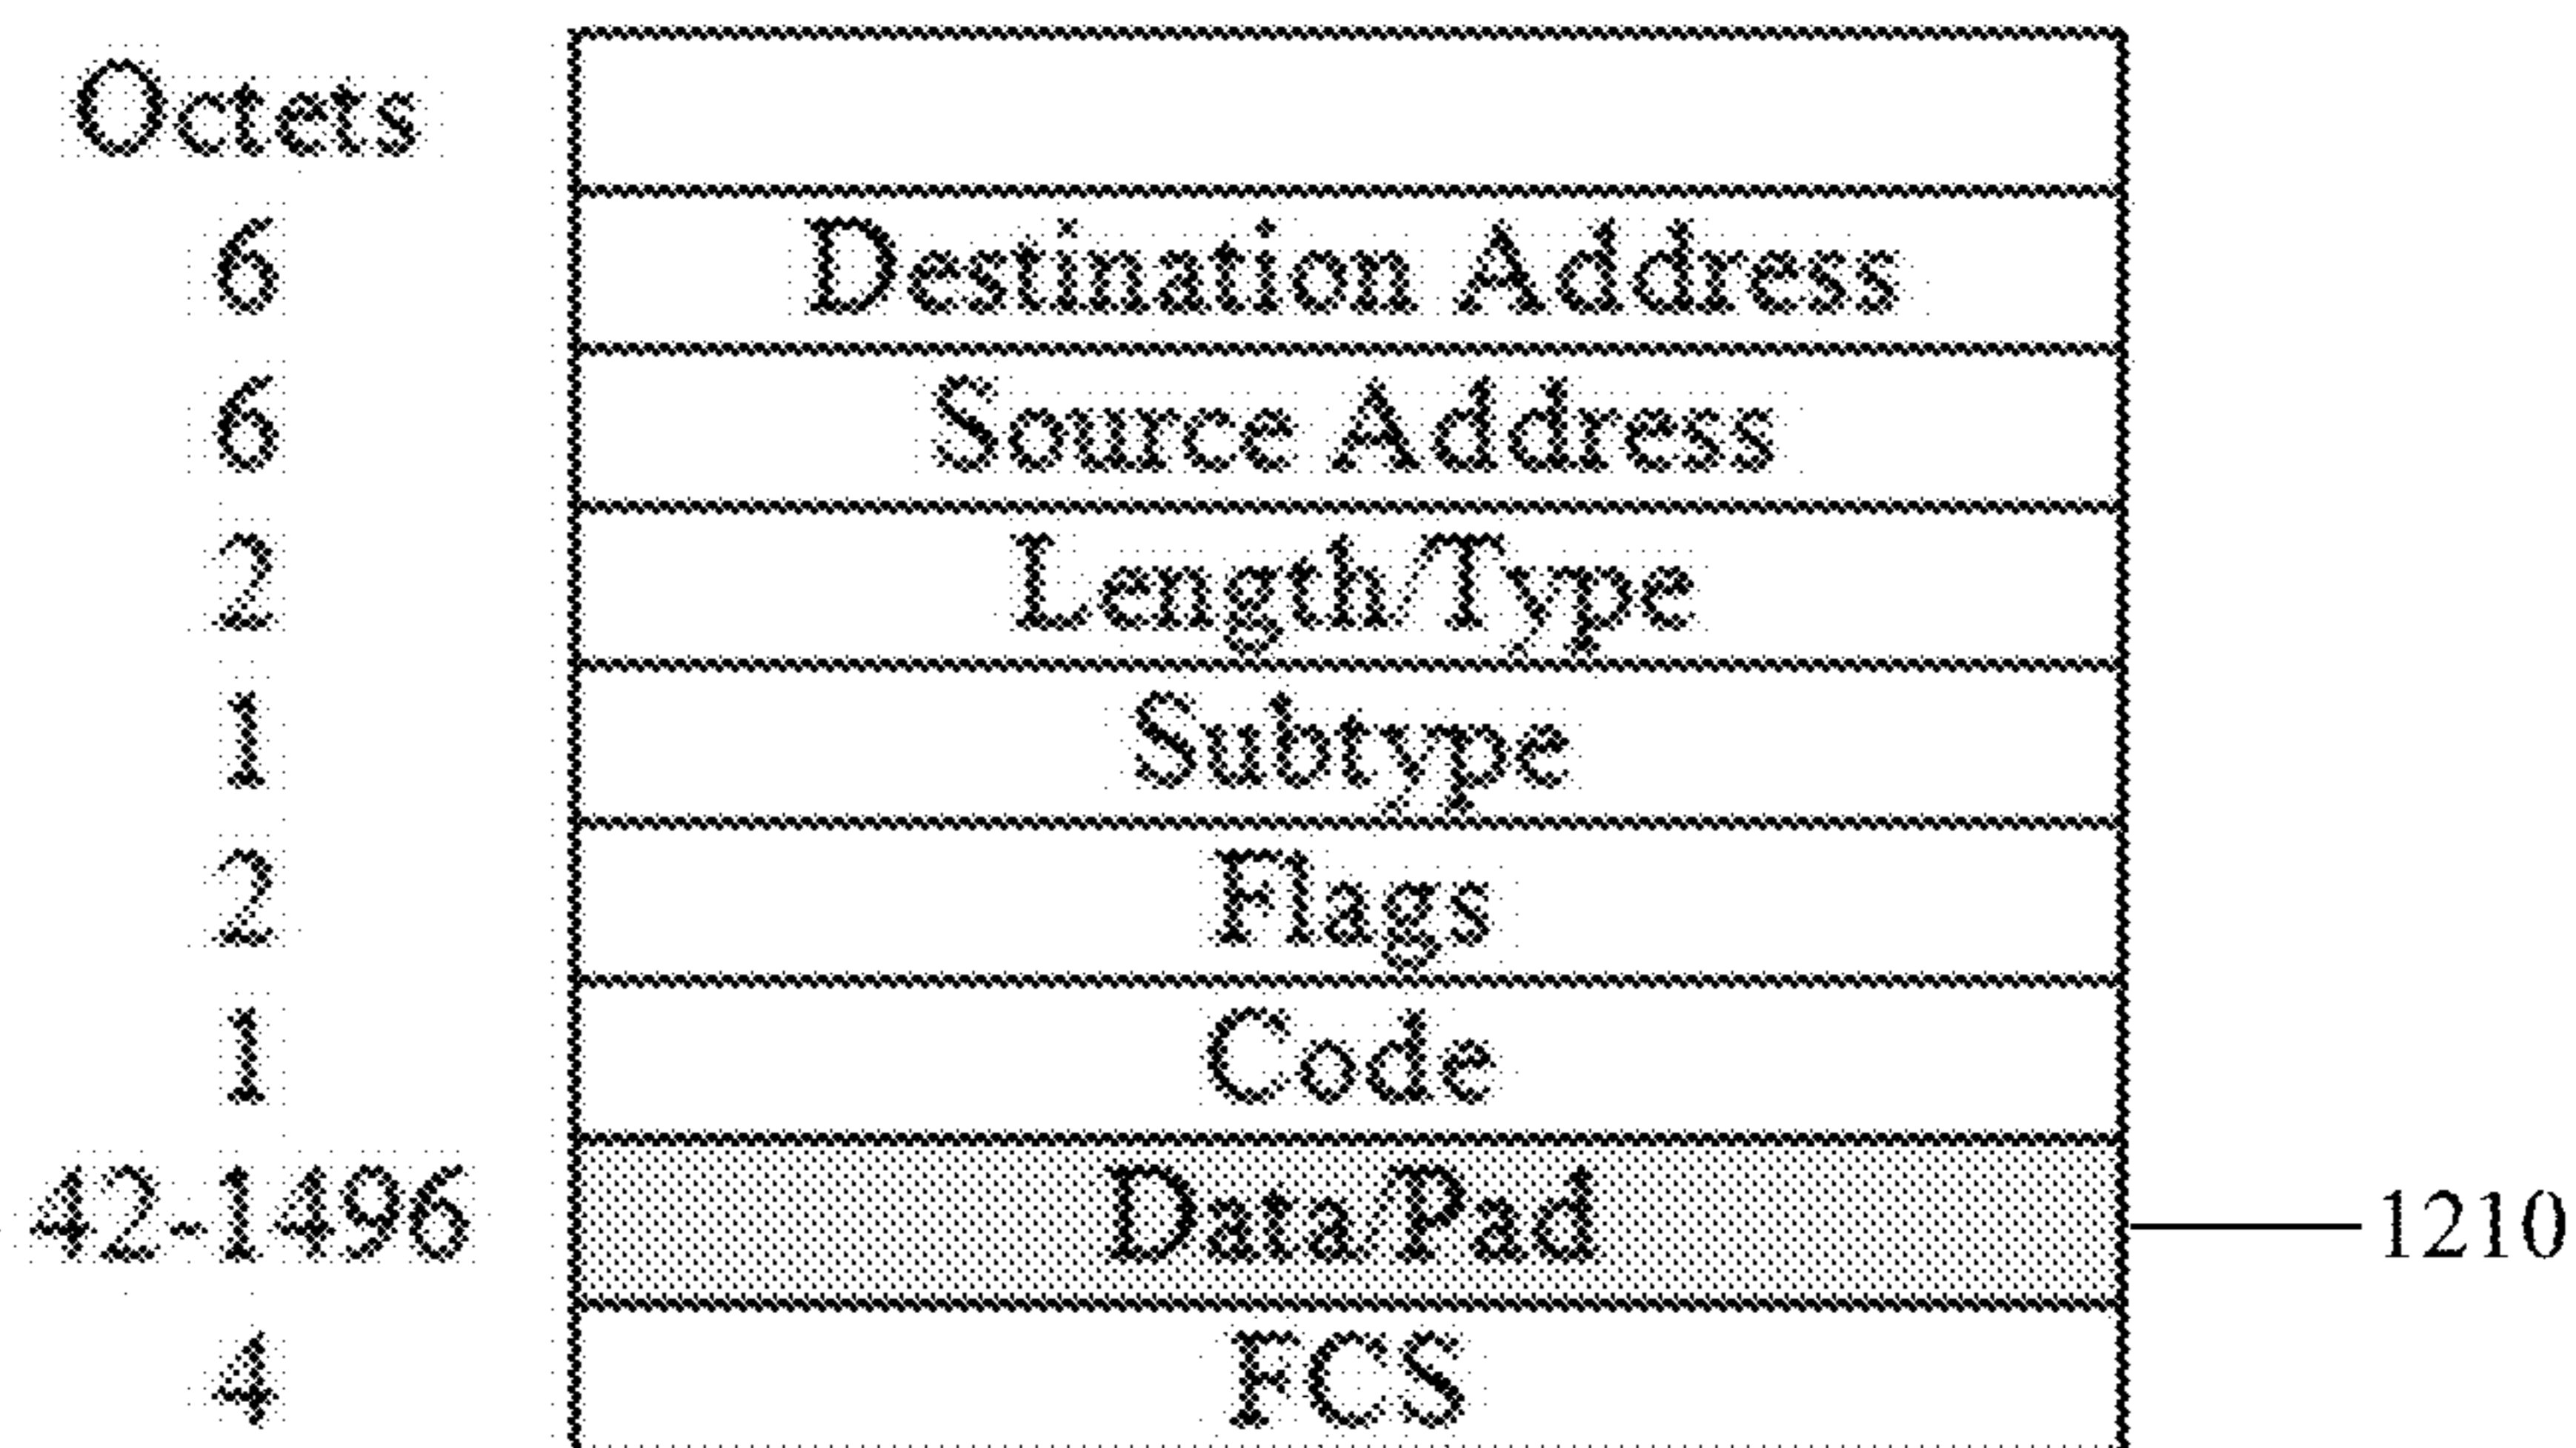 Octets
6 Destination Address
6 Source Address
2 Length/Type
1 Subtype
2 Flags
1 Code
42-1496 Data/Pad 1210
4 FCS